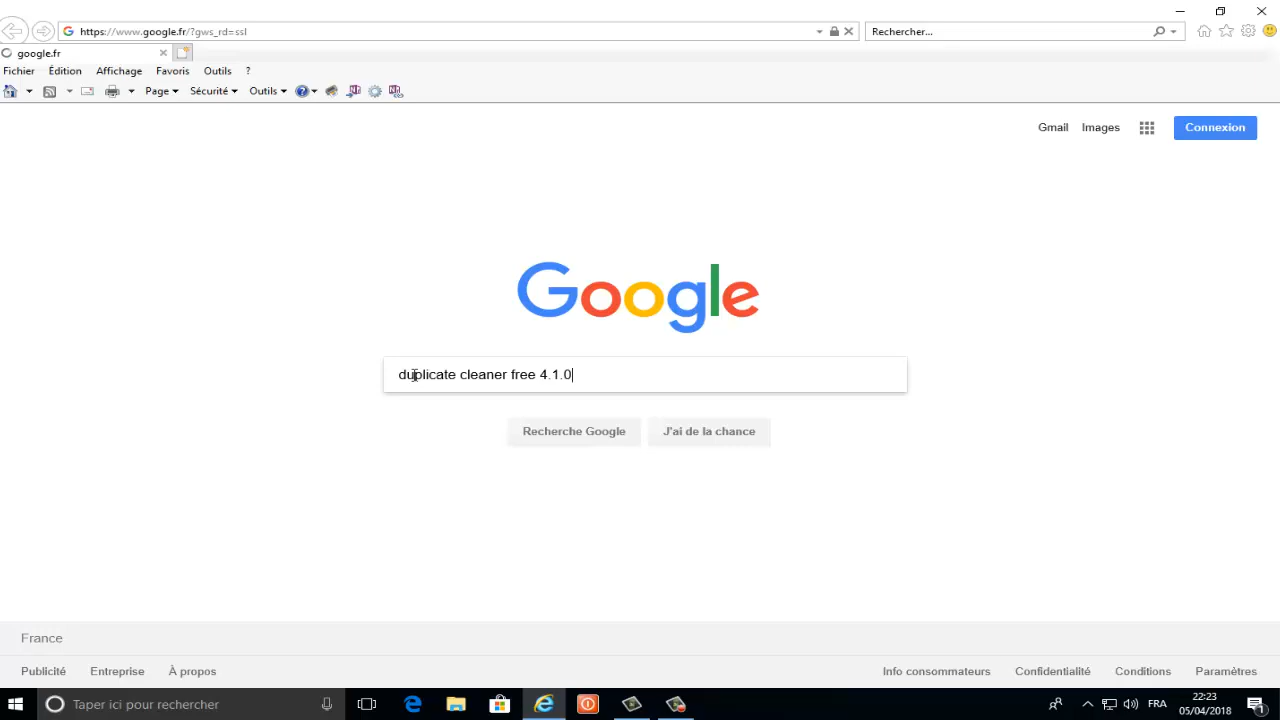 https://www.google.fr/?gws_rd=ssl
Rechercher...
google.fr
Fichier Édition Affichage Favoris Outils ?
Page Sécurité Outils
Gmail Images Connexion
Google
duplicate cleaner free 4.1.0
Recherche Google J'ai de la chance
France
Publicité Entreprise À propos Info consommateurs Confidentialité Conditions Paramètres
Taper ici pour rechercher
FRA
22:23
05/04/2018